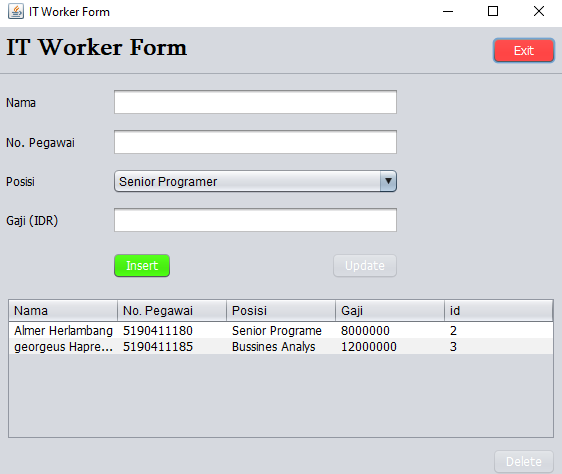 IT Worker Form
IT Worker Form
Exit
Nama
No. Pegawai
Posisi
Senior Programer
Gaji (IDR)
Insert
Update
Nama No. Pegawai Posisi Gaji id
Almer Herlambang 5190411180 Senior Programe 8000000 2
georgeus Hapre... 5190411185 Bussines Analys 12000000 3
Delete